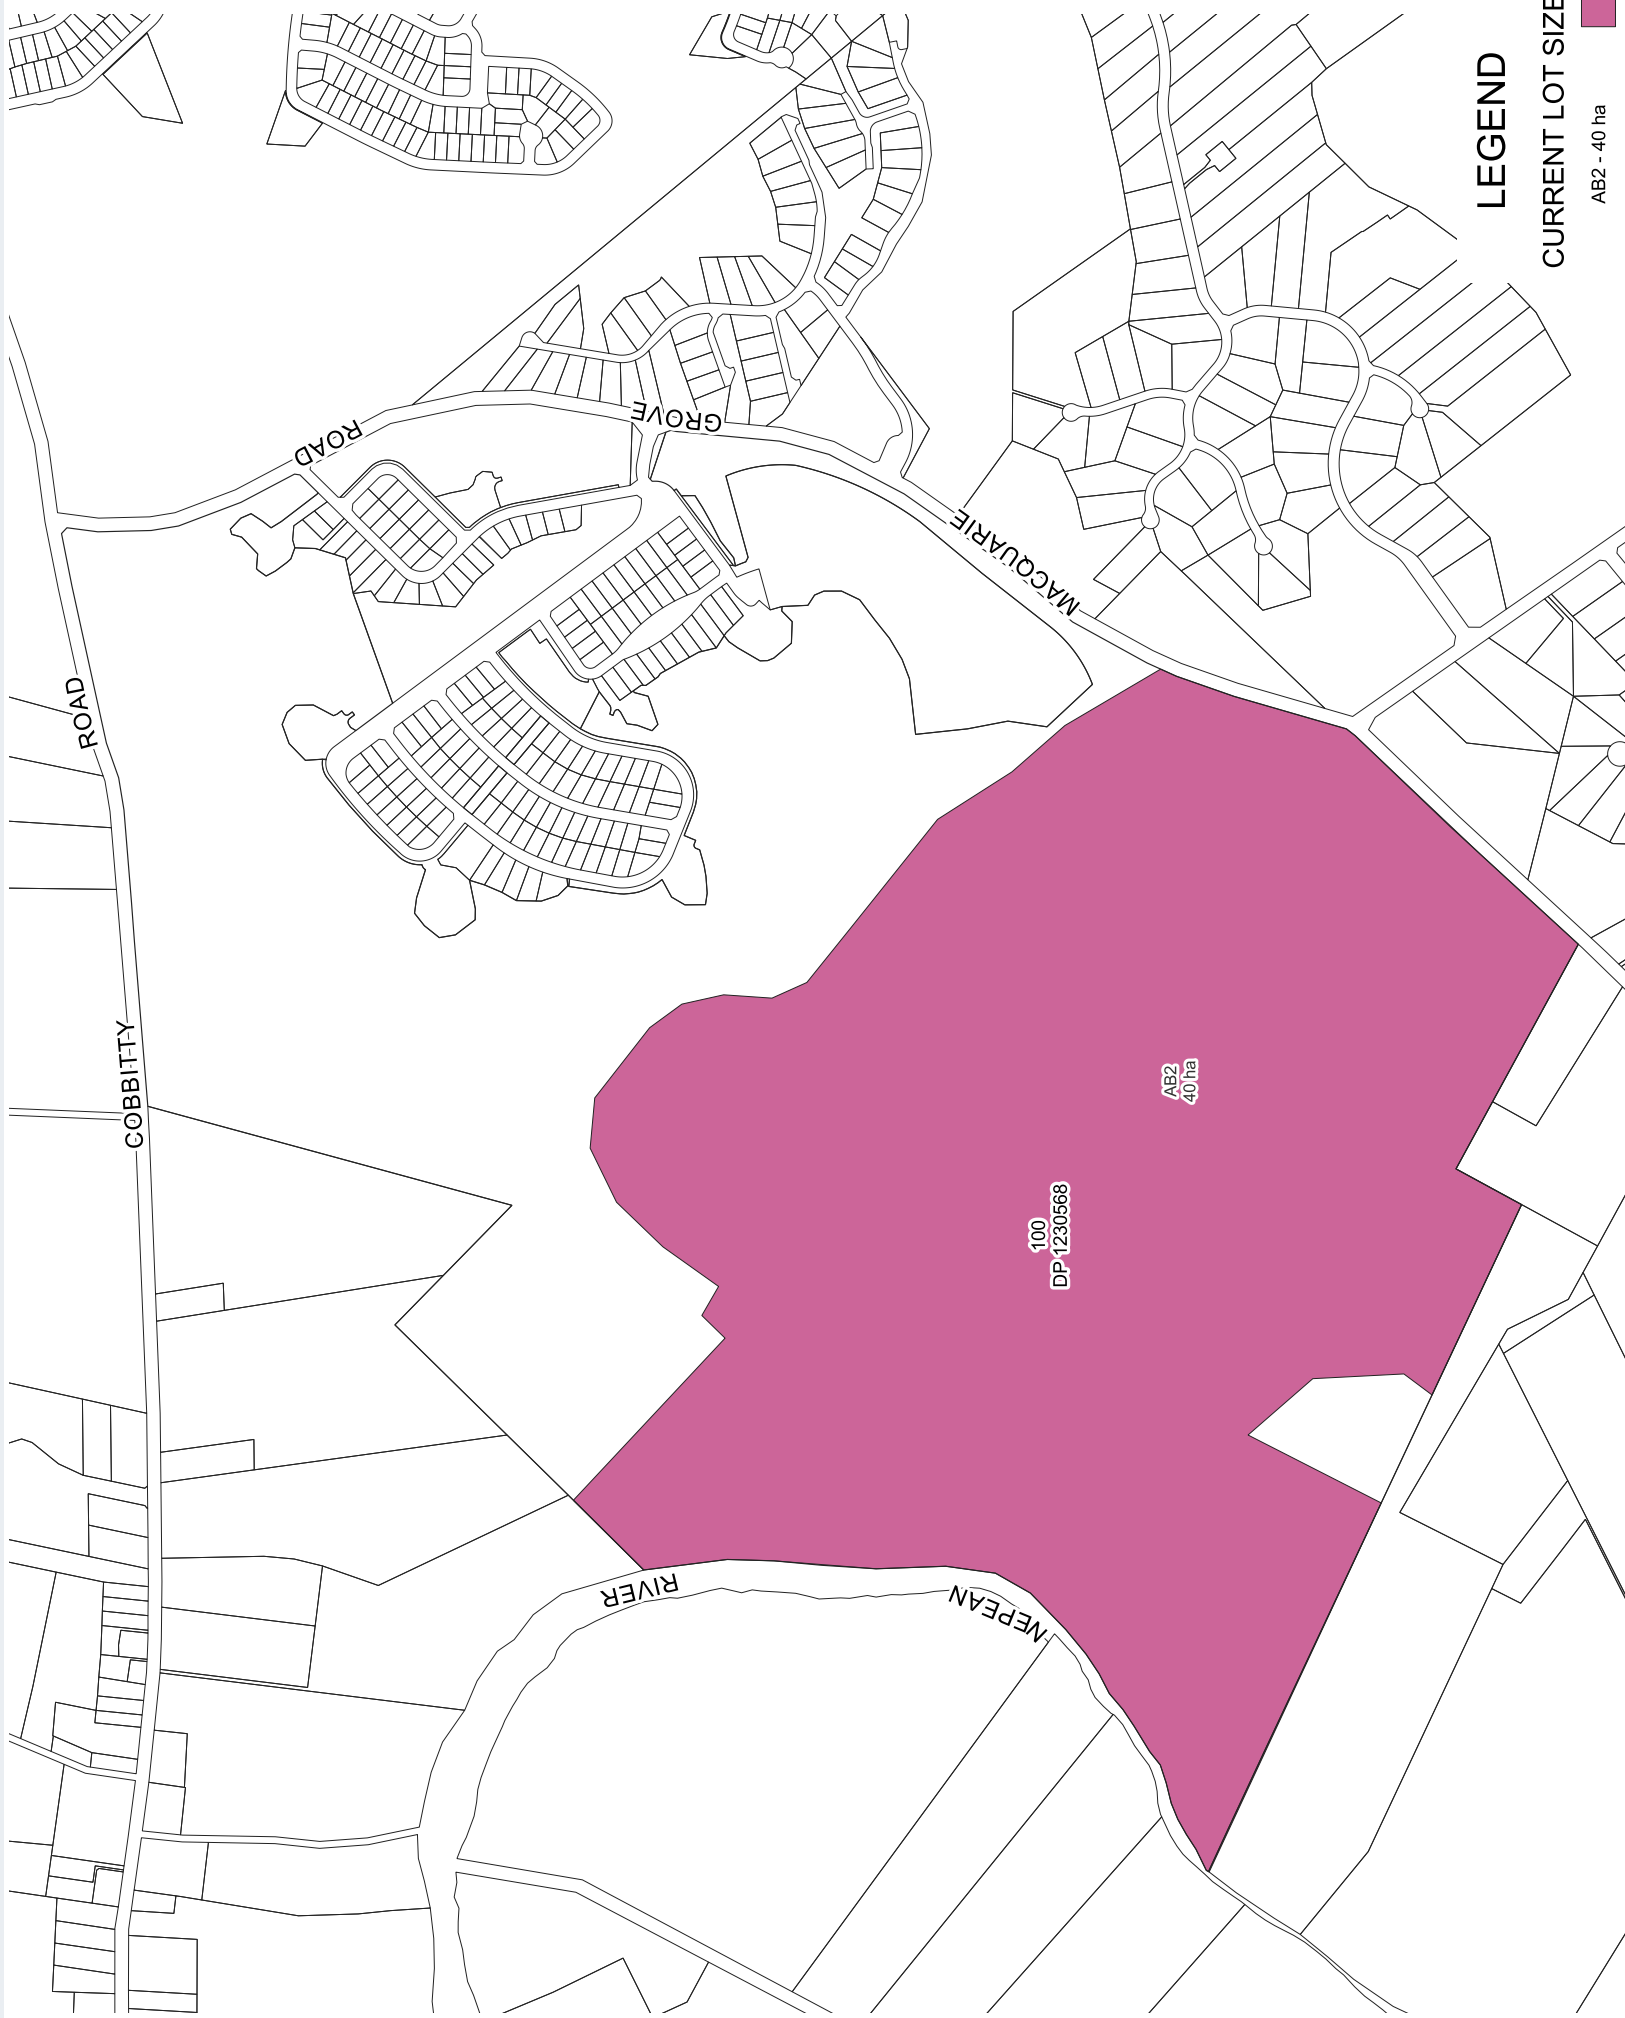 LEGEND
CURRENT LOT SIZE
AB2 - 40 ha
COBBITTY
ROAD
MACQUARIE
GROVE
ROAD
100
DP 1230568
AB2
40 ha
NEPEAN
RIVER